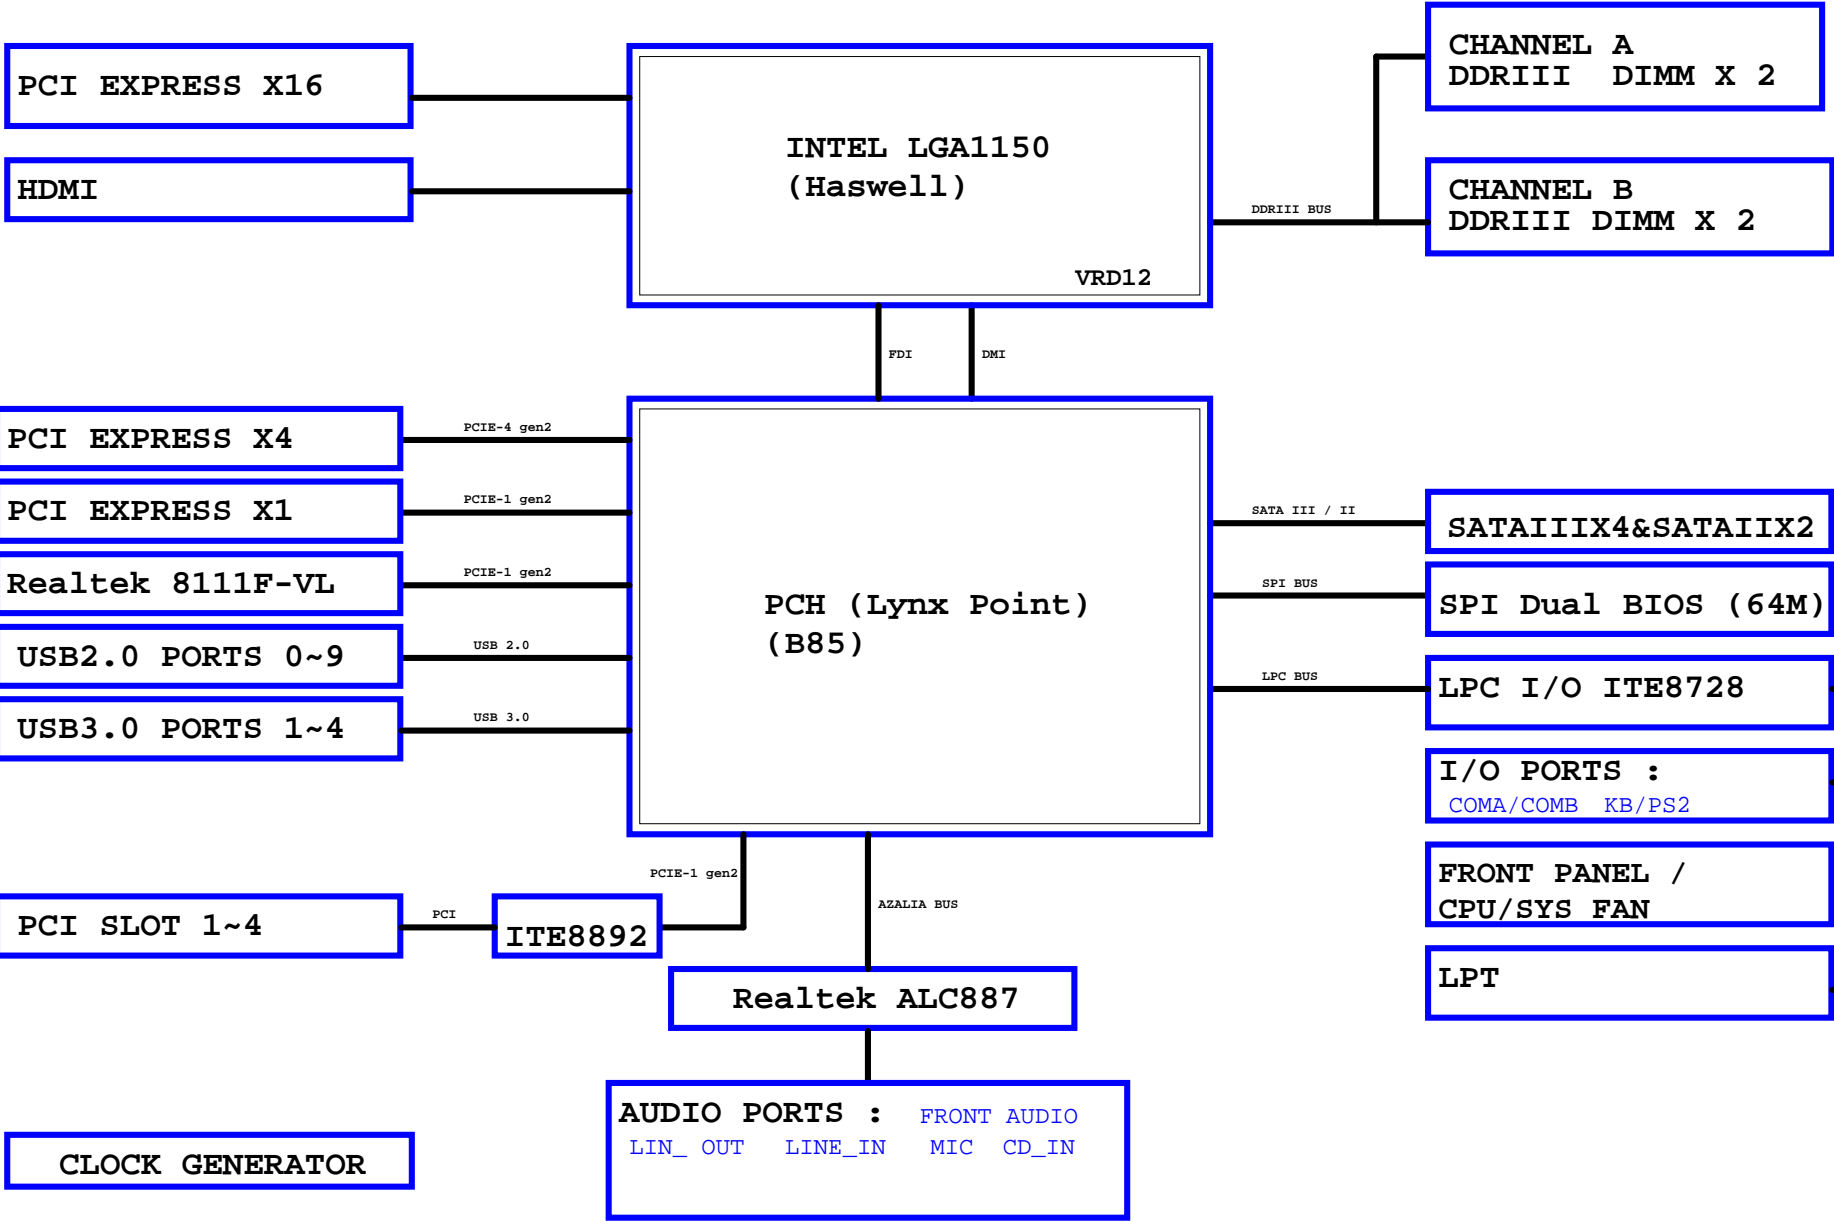 PCI EXPRESS X16
HDMI
INTEL LGA1150
(Haswell)
VRD12
CHANNEL A
DDRIII DIMM X 2
DDRIII BUS
CHANNEL B
DDRIII DIMM X 2
FDI
DMI
PCI EXPRESS X4
PCIE-4 gen2
PCI EXPRESS X1
PCIE-1 gen2
Realtek 8111F-VL
PCIE-1 gen2
USB2.0 PORTS 0~9
USB 2.0
USB3.0 PORTS 1~4
USB 3.0
PCH (Lynx Point)
(B85)
SATA III / II
SATAIIIX4&SATAIIX2
SPI BUS
SPI Dual BIOS (64M)
LPC BUS
LPC I/O ITE8728
I/O PORTS :
COMA/COMB KB/PS2
FRONT PANEL /
CPU/SYS FAN
LPT
PCI SLOT 1~4
PCI
ITE8892
PCIE-1 gen2
AZALIA BUS
Realtek ALC887
AUDIO PORTS : FRONT AUDIO
LIN_ OUT LINE_IN MIC CD_IN
CLOCK GENERATOR